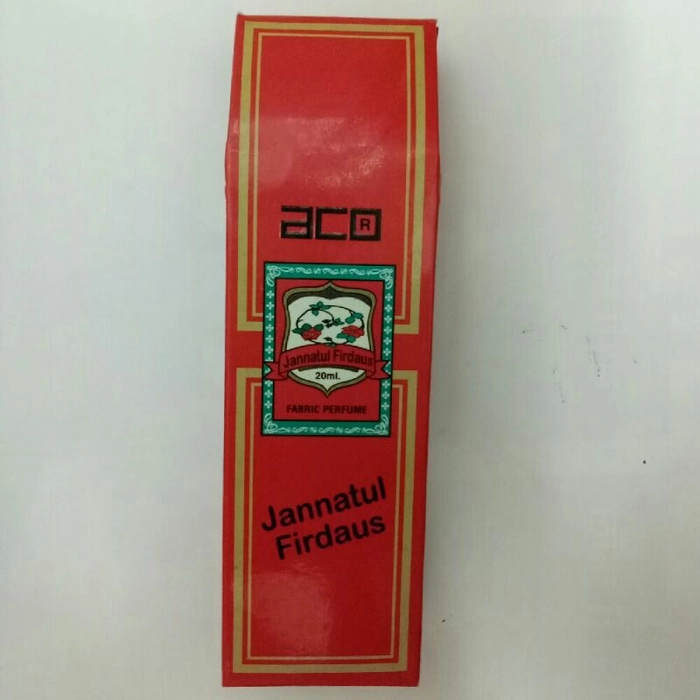 aco R
Jannatul Firdaus
20ml.
FABRIC PERFUME
Jannatul
Firdaus